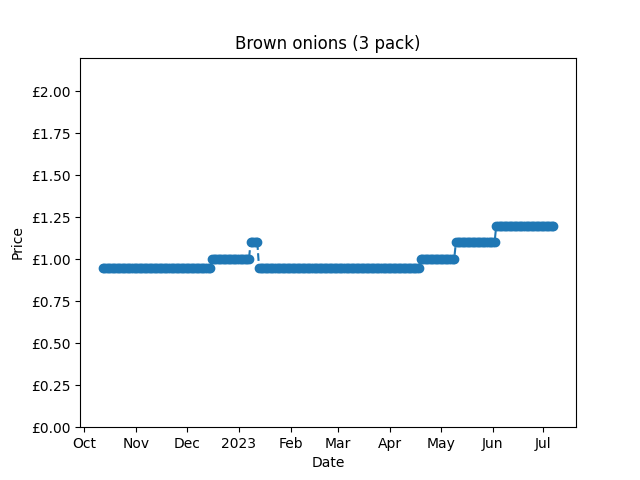 Brown onions (3 pack)
£2.00
£1.75
£1.50
£1.25
£1.00
£0.75
£0.50
£0.25
£0.00
Price
Oct Nov Dec 2023 Feb Mar Apr May Jun Jul
Date